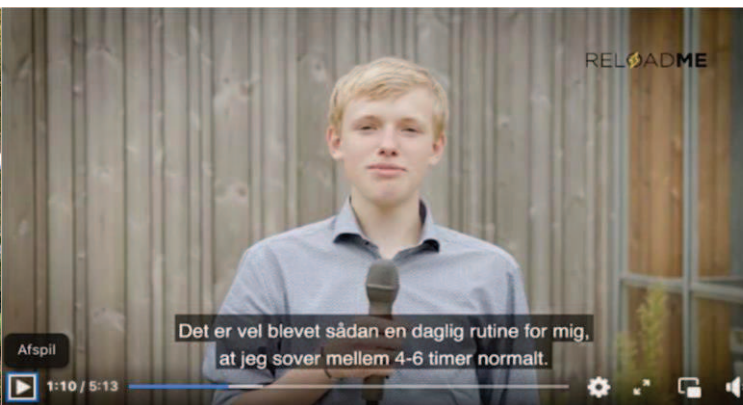 RELOADME
Det er vel blevet sådan en daglig rutine for mig,
at jeg sover mellem 4-6 timer normalt.
Afspil
1:10 / 5:13